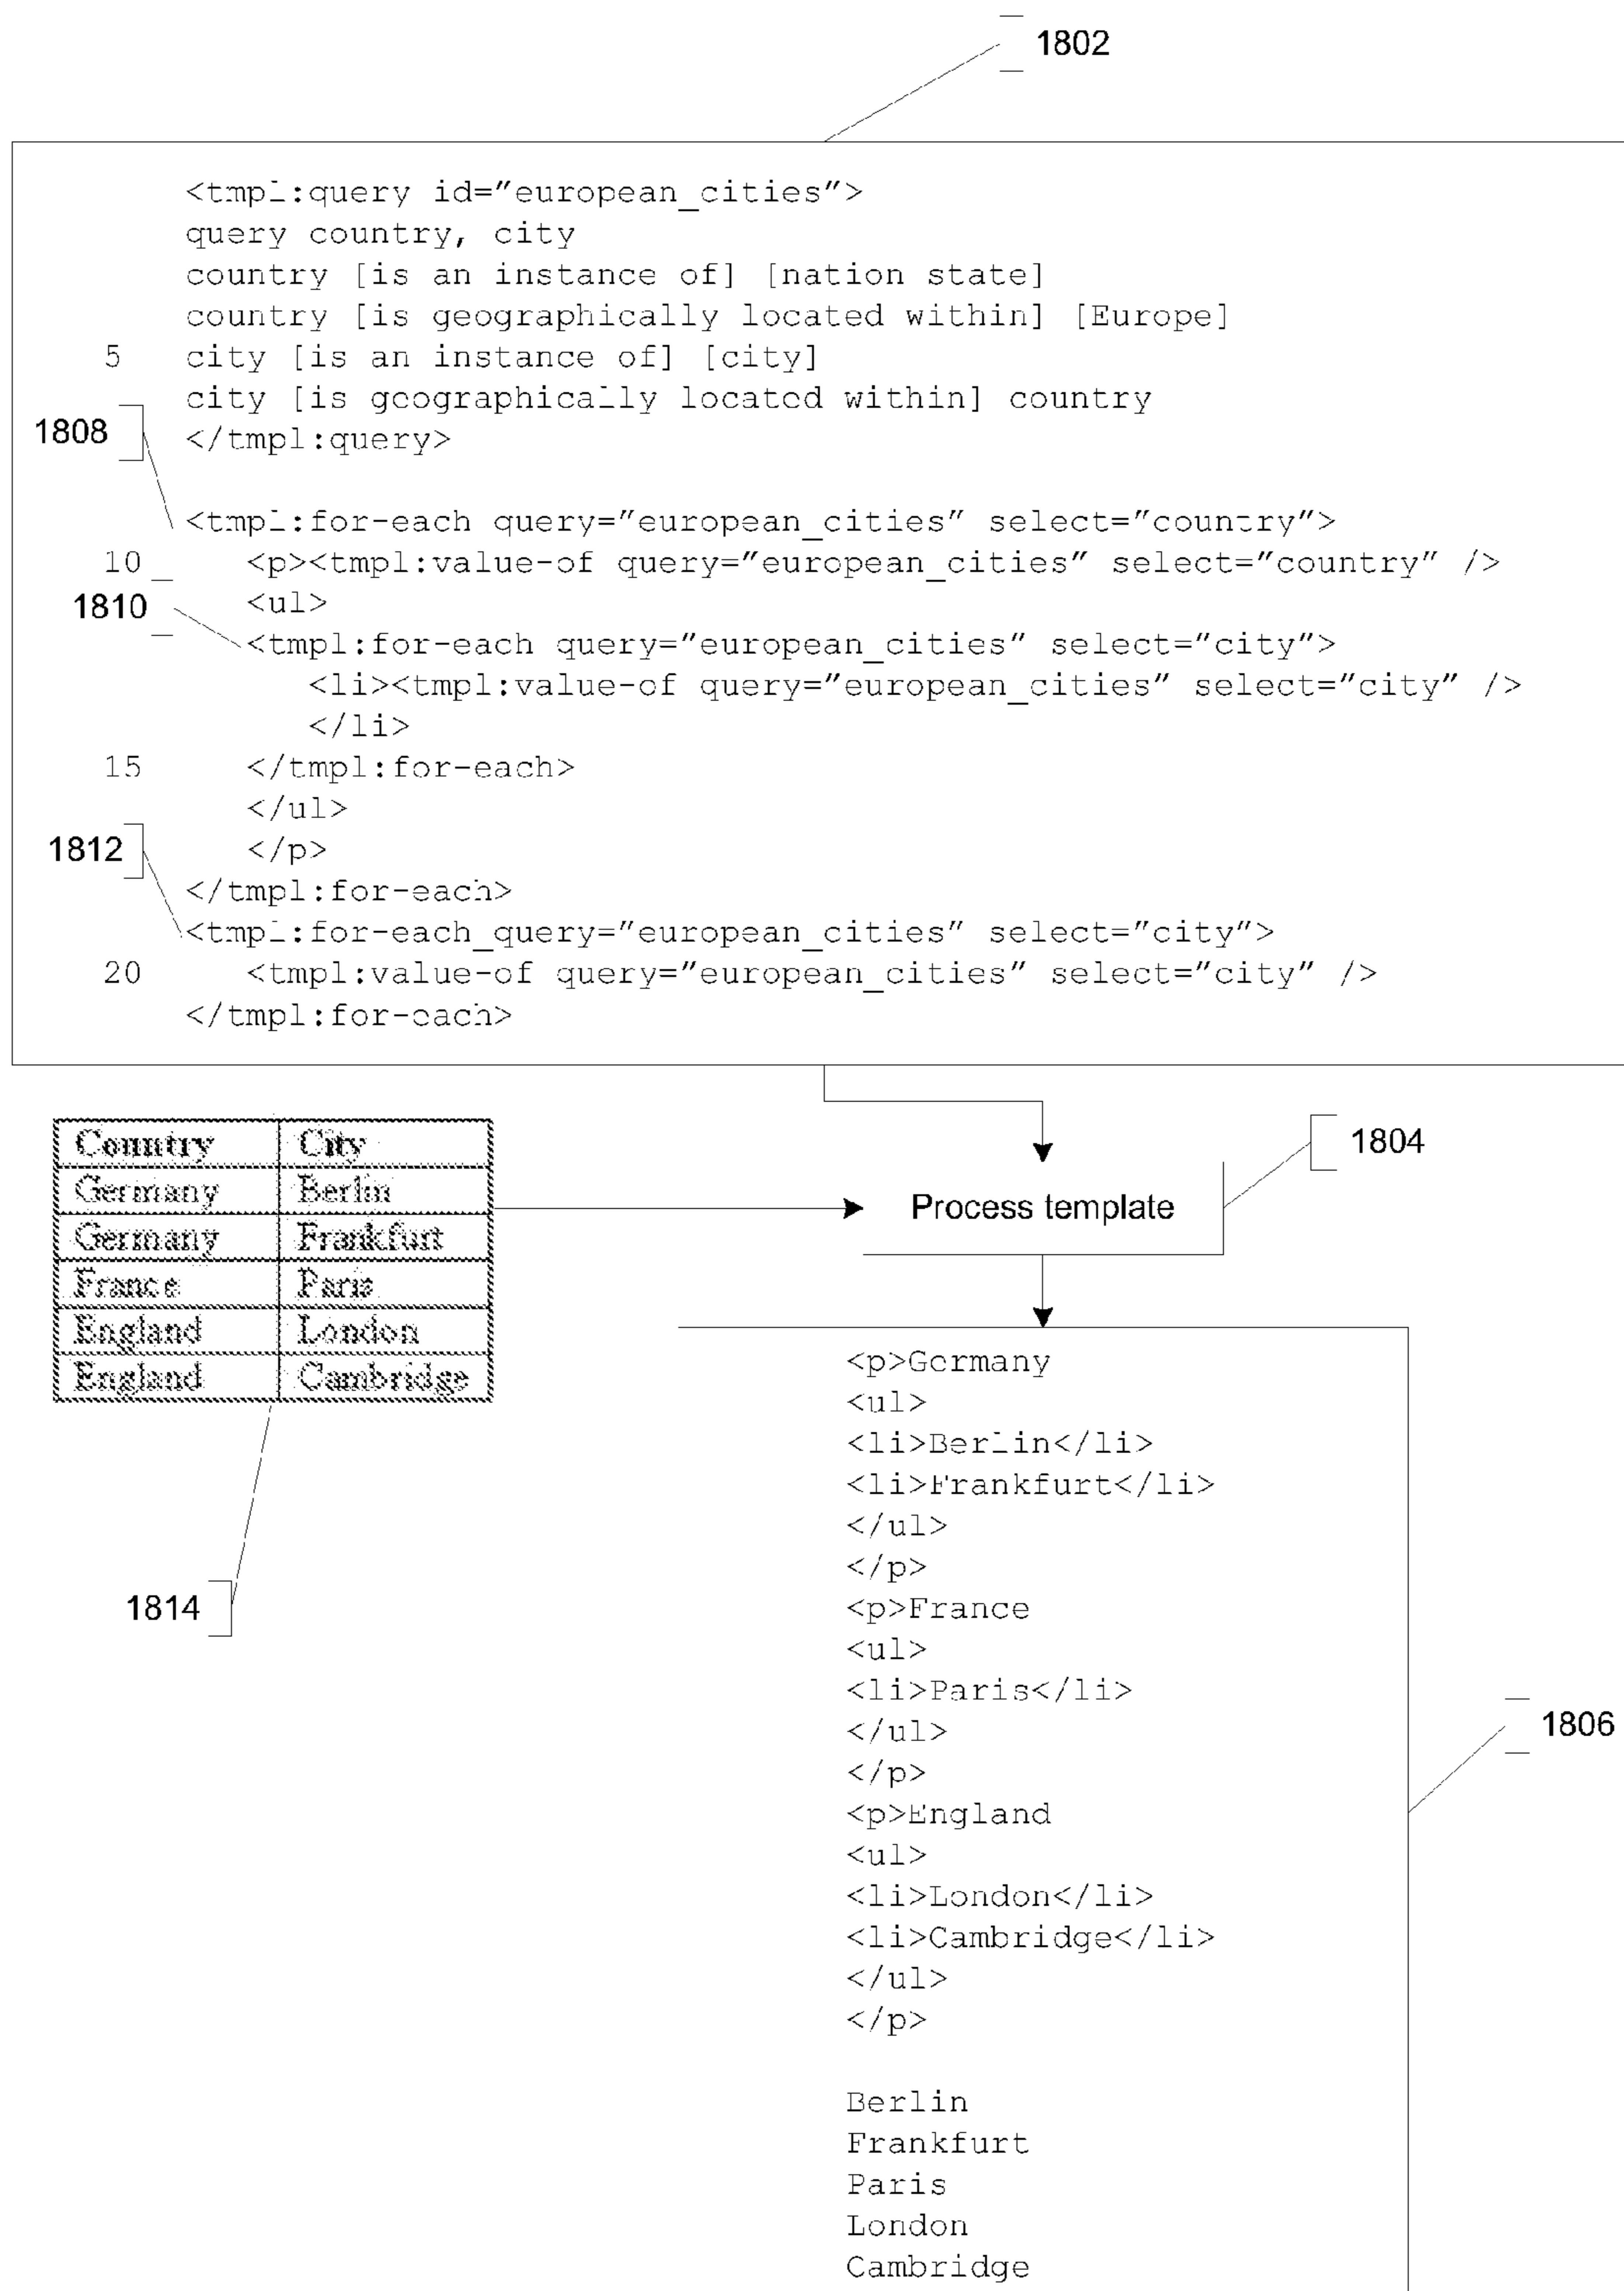 1802
<tmpl:query id="european_cities">
query country, city
country [is an instance of] [nation state]
country [is geographically located within] [Europe]
5 city [is an instance of] [city]
city [is geographically located within] country
1808
</tmpl:query>
<tmpl:for-each query="european_cities" select="country">
10 <p><tmpl:value-of query="european_cities" select="country" />
1810
<ul>
<tmpl:for-each query="european_cities" select="city">
<li><tmpl:value-of query="european_cities" select="city" />
</li>
15 </tmpl:for-each>
</ul>
1812
</p>
</tmpl:for-each>
<tmpl:for-each_query="european_cities" select="city">
20 <tmpl:value-of query="european_cities" select="city" />
</tmpl:for-each>
Country City
Germany Berlin
Germany Frankfurt
France Paris
England London
England Cambridge
1814
1804
Process template
<p>Germany
<ul>
<li>Berlin</li>
<li>Frankfurt</li>
</ul>
</p>
<p>France
<ul>
<li>Paris</li>
</ul>
</p>
<p>England
<ul>
<li>London</li>
<li>Cambridge</li>
</ul>
</p>
1806
Berlin
Frankfurt
Paris
London
Cambridge